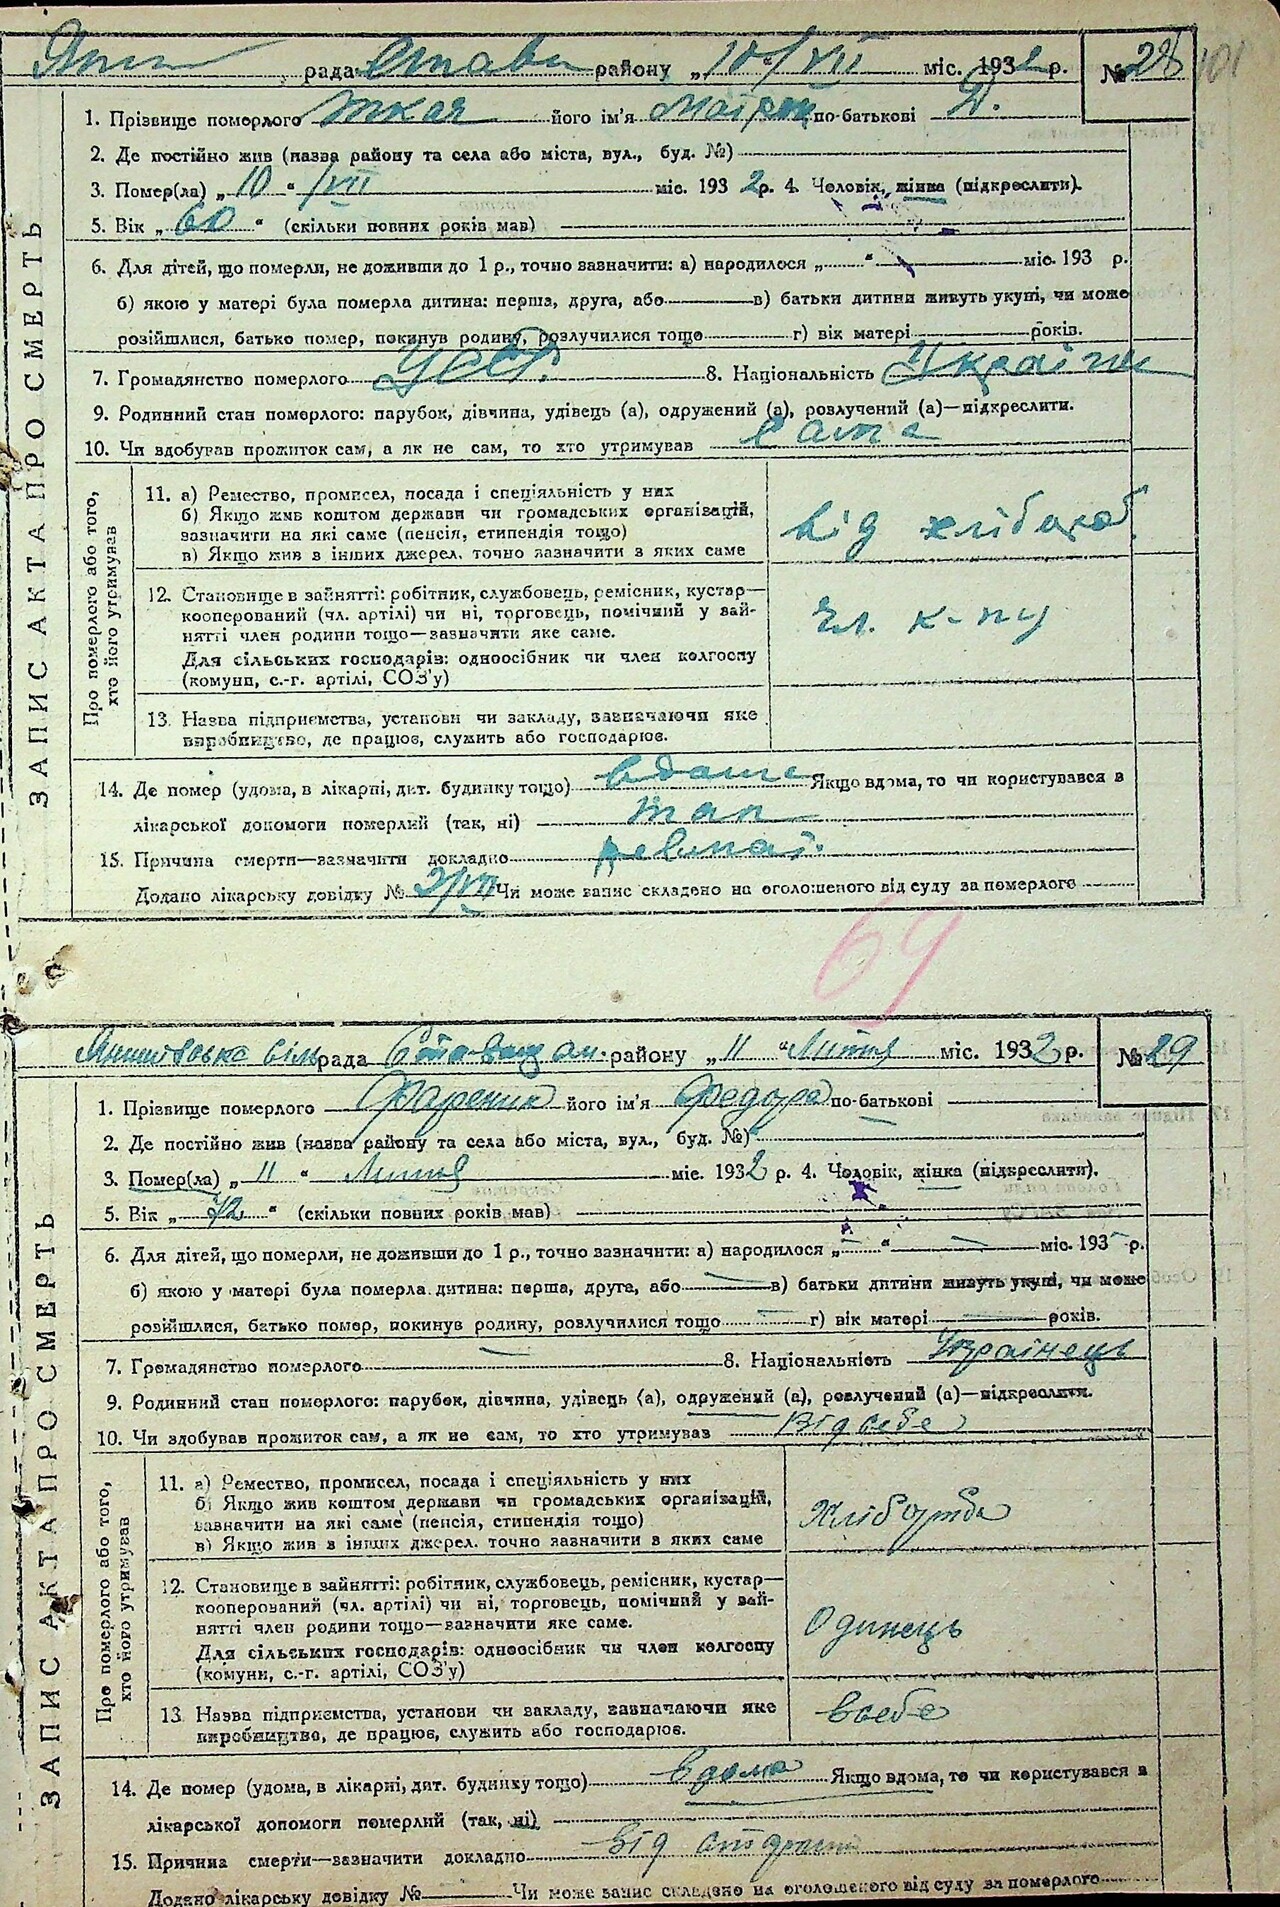 рада Стави району „10“/VII міс. 1932 р. № 28 101
ЗАПИС АКТА ПРО СМЕРТЬ
1. Прізвище померлого Ткач його ім'я по-батькові Д.
2. Де постійно жив (назва району та села або міста, вул., буд. №)
3. Помер(ла) „10“ /VII міс. 1932 р. 4. Чоловік, жінка (підкреслити).
5. Вік „60“ (скільки повних років мав)
6. Для дітей, що померли, не доживши до 1 р., точно зазначити: а) народилося „ “ міс. 193 р.
б) якою у матері була померла дитина: перша, друга, або в) батьки дитини живуть укупі, чи може
розійшлися, батько помер, покинув родину, розлучилися тощо г) вік матері років.
7. Громадянство померлого УССР. 8. Національність
9. Родинний стан померлого: парубок, дівчина, удівець (а), одружений (а), розлучений (а)—підкреслити.
10. Чи здобував прожиток сам, а як не сам, то хто утримував сама
Про померлого або того, хто його утримував
11. а) Ремество, промисел, посада і спеціяльність у них
б) Якщо жив коштом держави чи громадських організацій,
зазначити на які саме (пенсія, стипендія тощо)
в) Якщо жив з інших джерел, точно зазначити з яких саме
від хлібороб.
12. Становище в зайнятті: робітник, службовець, ремісник, кустар—
кооперований (чл. артілі) чи ні, торговець, помічний у зай-
нятті член родини тощо—зазначити яке саме.
Для сільських господарів: одноосібник чи член колгоспу
(комуни, с.-г. артілі, СОЗ'у)
чл. к-пу
13. Назва підприємства, установи чи закладу, зазначаючи яке
виробництво, де працює, служить або господарює.
14. Де помер (удома, в лікарні, дит. будинку тощо) вдома Якщо вдома, то чи користувався в
лікарської допомоги померлий (так, ні) так
15. Причина смерти—зазначити докладно ревмат.
Додано лікарську довідку № Чи може запис складено на оголошеного від суду за померлого
69
рада району „11“ Липня міс. 1932 р. № 29
ЗАПИС АКТА ПРО СМЕРТЬ
1. Прізвище померлого Фареник його ім'я Федора по-батькові
2. Де постійно жив (назва району та села або міста, вул., буд. №)
3. Помер(ла) „11“ Липня міс. 1932 р. 4. Чоловік, жінка (підкреслити).
5. Вік „72“ (скільки повних років мав)
6. Для дітей, що померли, не доживши до 1 р., точно зазначити: а) народилося „—“ — міс. 193— р.
б) якою у матері була померла дитина: перша, друга, або — в) батьки дитини живуть укупі, чи може
розійшлися, батько помер, покинув родину, розлучилися тощо — г) вік матері — років.
7. Громадянство померлого — 8. Національність Українець
9. Родинний стан померлого: парубок, дівчина, удівець (а), одружений (а), розлучений (а)—підкреслити.
10. Чи здобував прожиток сам, а як не сам, то хто утримував від себе
Про померлого або того, хто його утримував
11. а) Ремество, промисел, посада і спеціяльність у них
б) Якщо жив коштом держави чи громадських організацій,
зазначити на які саме (пенсія, стипендія тощо)
в) Якщо жив з інших джерел, точно зазначити з яких саме
12. Становище в зайнятті: робітник, службовець, ремісник, кустар—
кооперований (чл. артілі) чи ні, торговець, помічний у зай-
нятті член родини тощо—зазначити яке саме.
Для сільських господарів: одноосібник чи член колгоспу
(комуни, с.-г. артілі, СОЗ'у)
Одинець
13. Назва підприємства, установи чи закладу, зазначаючи яке
виробництво, де працює, служить або господарює.
в себе
14. Де помер (удома, в лікарні, дит. будинку тощо) вдома Якщо вдома, то чи користувався в
лікарської допомоги померлий (так, ні)
15. Причина смерти—зазначити докладно від
Додано лікарську довідку № Чи може запис складено на оголошеного від суду за померлого